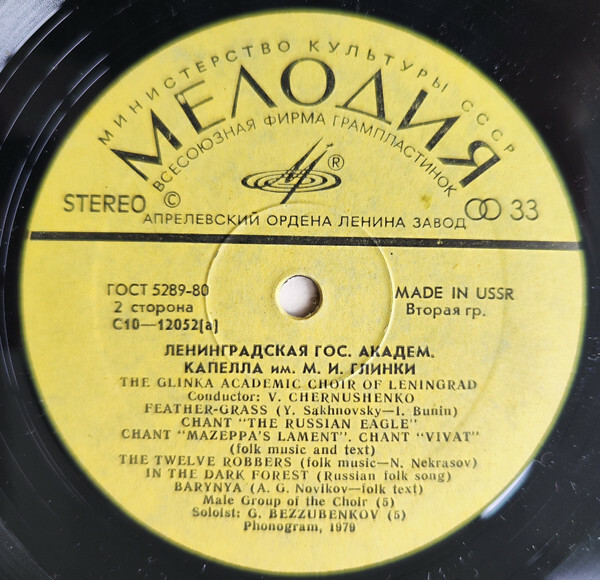 МИНИСТЕРСТВО КУЛЬТУРЫ СССР
МЕЛОДИЯ
ВСЕСОЮЗНАЯ ФИРМА ГРАМПЛАСТИНОК
®
STEREO © 33
АПРЕЛЕВСКИЙ ОРДЕНА ЛЕНИНА ЗАВОД
ГОСТ 5289-80 MADE IN USSR
2 сторона Вторая гр.
С10—12052(а)
ЛЕНИНГРАДСКАЯ ГОС. АКАДЕМ.
КАПЕЛЛА им. М. И. ГЛИНКИ
THE GLINKA ACADEMIC CHOIR OF LENINGRAD
Conductor: V. CHERNUSHENKO
FEATHER-GRASS (Y. Sakhnovsky—I. Bunin)
CHANT "THE RUSSIAN EAGLE"
CHANT "MAZEPPA'S LAMENT". CHANT "VIVAT"
(folk music and text)
THE TWELVE ROBBERS (folk music—N. Nekrasov)
IN THE DARK FOREST (Russian folk song)
BARYNYA (A. G. Novikov—folk text)
Male Group of the Choir (5)
Soloist: G. BEZZUBENKOV (5)
Phonogram, 1979